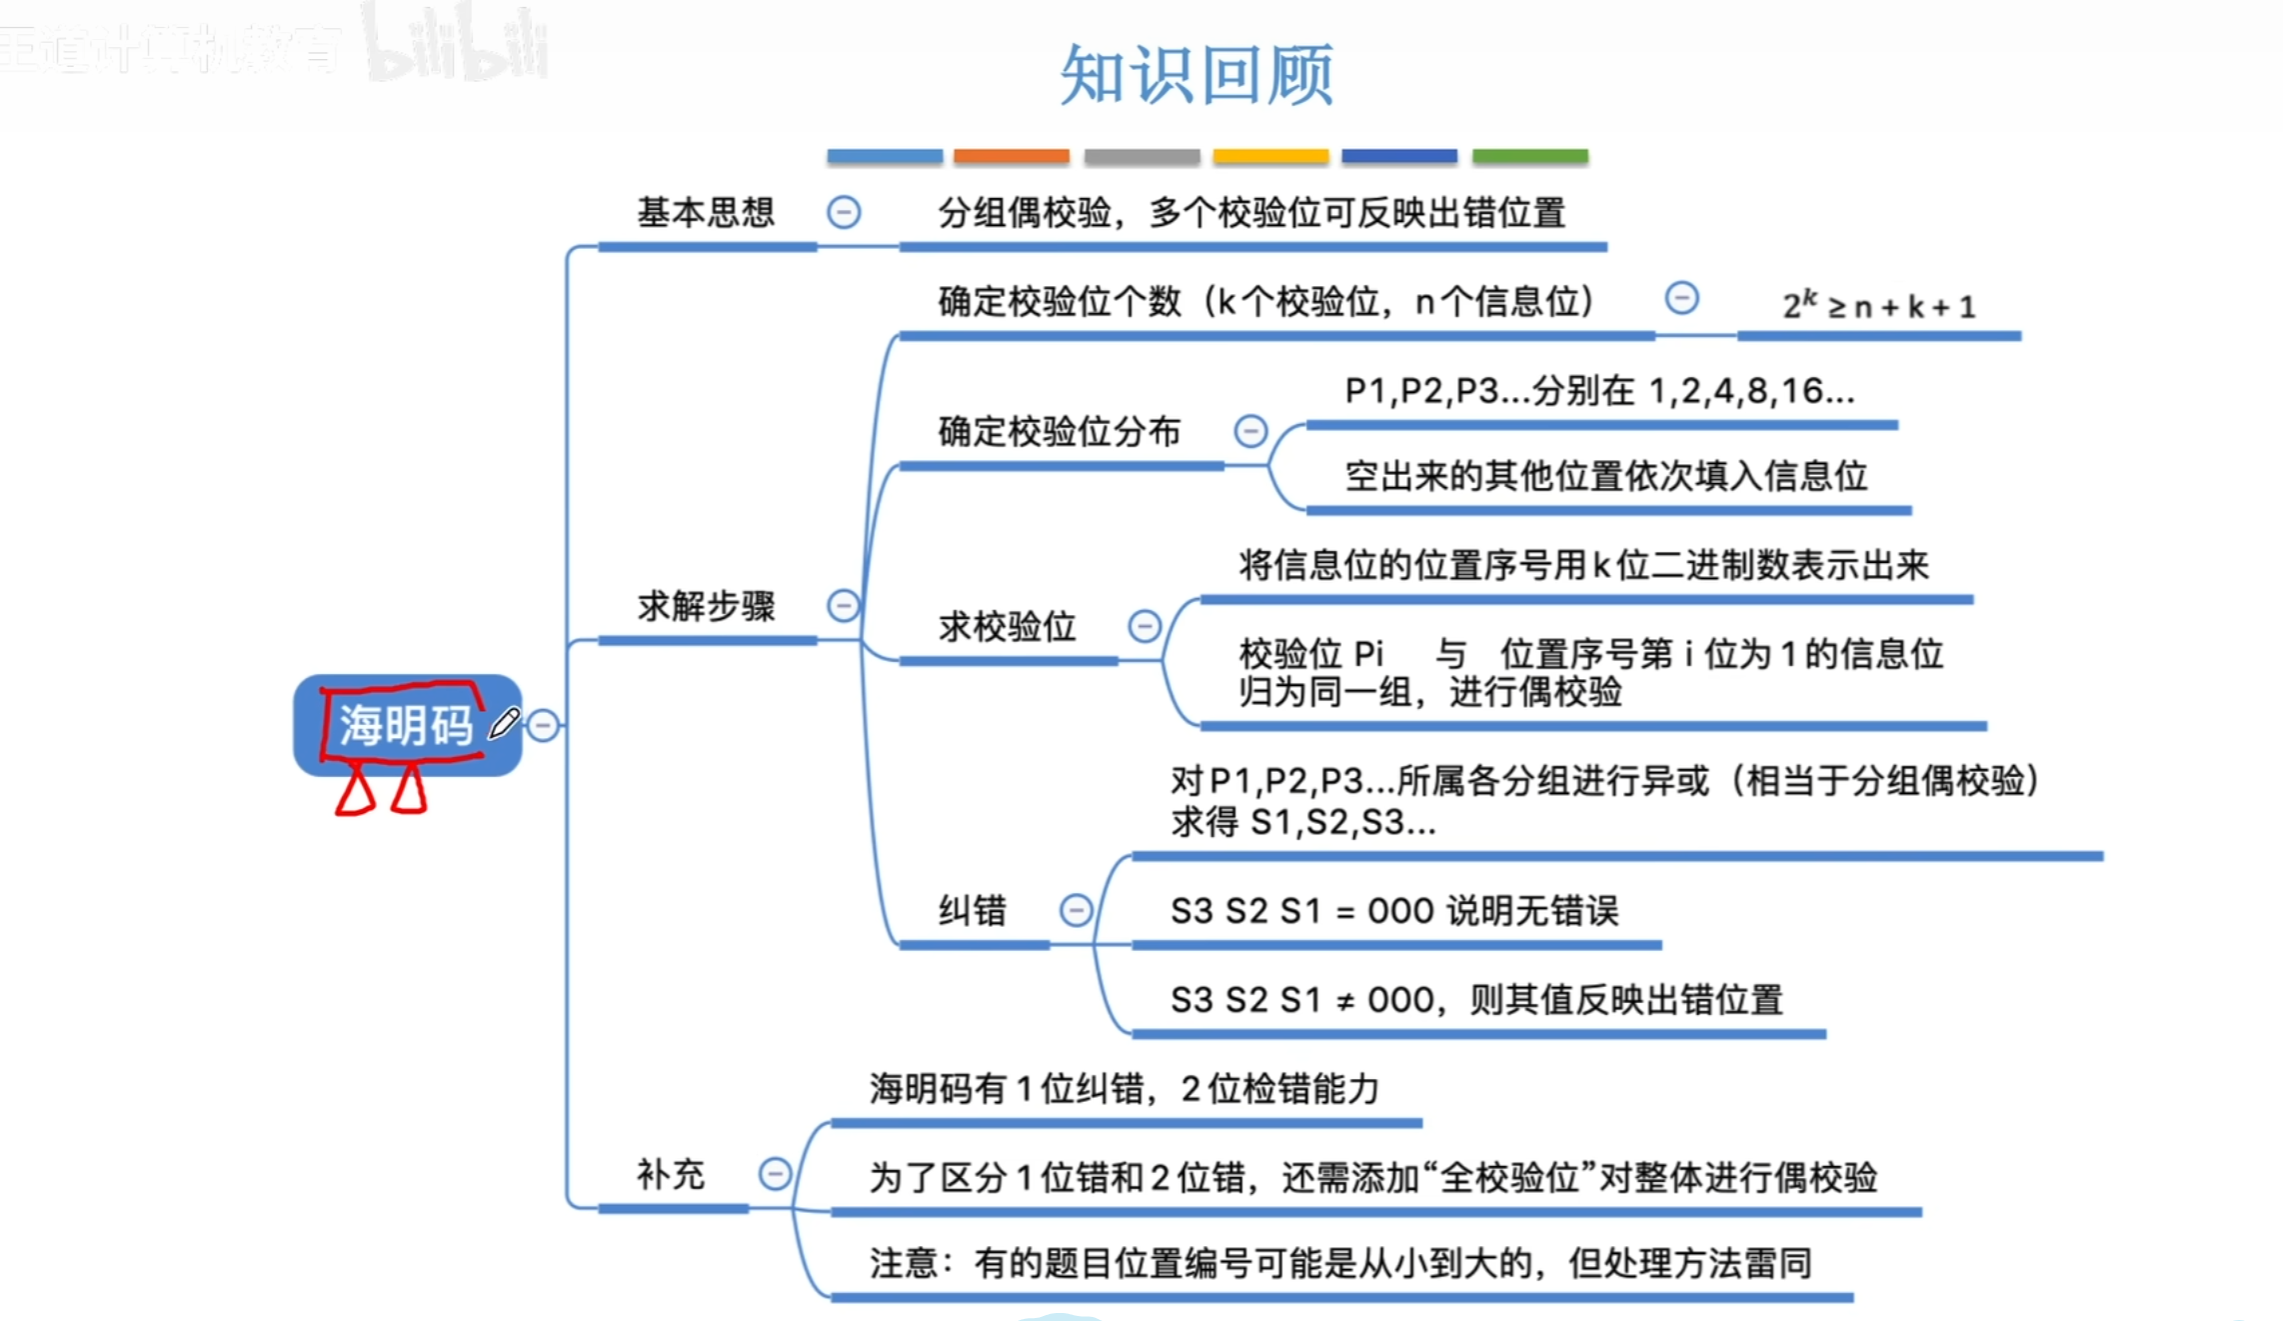 王道计算机教育 bilibili
知识回顾
基本思想
分组偶校验，多个校验位可反映出错位置
确定校验位个数（k个校验位，n个信息位）
2^k ≥ n + k + 1
P1,P2,P3...分别在 1,2,4,8,16...
确定校验位分布
空出来的其他位置依次填入信息位
将信息位的位置序号用k位二进制数表示出来
求解步骤
求校验位
校验位 Pi 与 位置序号第 i 位为1的信息位
归为同一组，进行偶校验
海明码
对P1,P2,P3...所属各分组进行异或（相当于分组偶校验）
求得 S1,S2,S3...
纠错
S3 S2 S1 = 000 说明无错误
S3 S2 S1 ≠ 000，则其值反映出错位置
海明码有1位纠错，2位检错能力
补充
为了区分1位错和2位错，还需添加“全校验位”对整体进行偶校验
注意：有的题目位置编号可能是从小到大的，但处理方法雷同